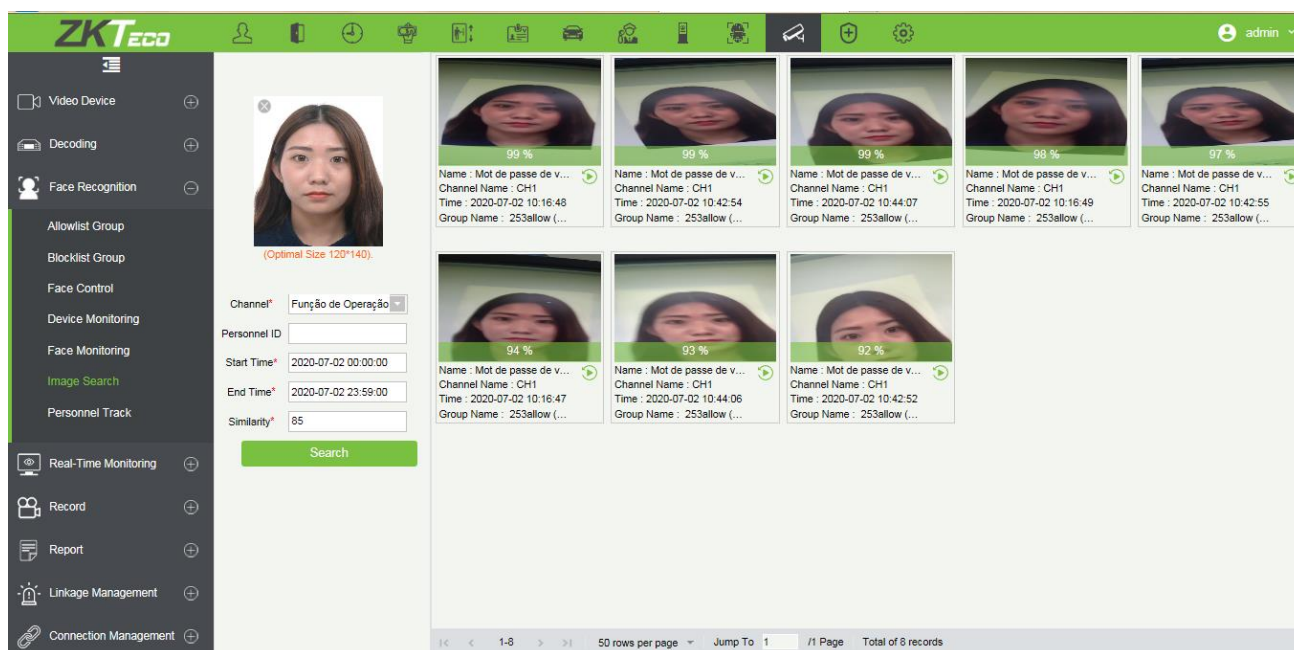 ZKTeco
admin
Video Device
Decoding
Face Recognition
Allowlist Group
Blocklist Group
Face Control
Device Monitoring
Face Monitoring
Image Search
Personnel Track
Real-Time Monitoring
Record
Report
Linkage Management
Connection Management
(Optimal Size 120*140).
Channel* Função de Operação
Personnel ID
Start Time* 2020-07-02 00:00:00
End Time* 2020-07-02 23:59:00
Similarity* 85
Search
99 %
Name : Mot de passe de v...
Channel Name : CH1
Time : 2020-07-02 10:16:48
Group Name : 253allow (...
99 %
Name : Mot de passe de v...
Channel Name : CH1
Time : 2020-07-02 10:42:54
Group Name : 253allow (...
99 %
Name : Mot de passe de v...
Channel Name : CH1
Time : 2020-07-02 10:44:07
Group Name : 253allow (...
98 %
Name : Mot de passe de v...
Channel Name : CH1
Time : 2020-07-02 10:16:49
Group Name : 253allow (...
97 %
Name : Mot de passe de v...
Channel Name : CH1
Time : 2020-07-02 10:42:55
Group Name : 253allow (...
94 %
Name : Mot de passe de v...
Channel Name : CH1
Time : 2020-07-02 10:16:47
Group Name : 253allow (...
93 %
Name : Mot de passe de v...
Channel Name : CH1
Time : 2020-07-02 10:44:06
Group Name : 253allow (...
92 %
Name : Mot de passe de v...
Channel Name : CH1
Time : 2020-07-02 10:42:52
Group Name : 253allow (...
|< < 1-8 > >| 50 rows per page Jump To 1 /1 Page Total of 8 records